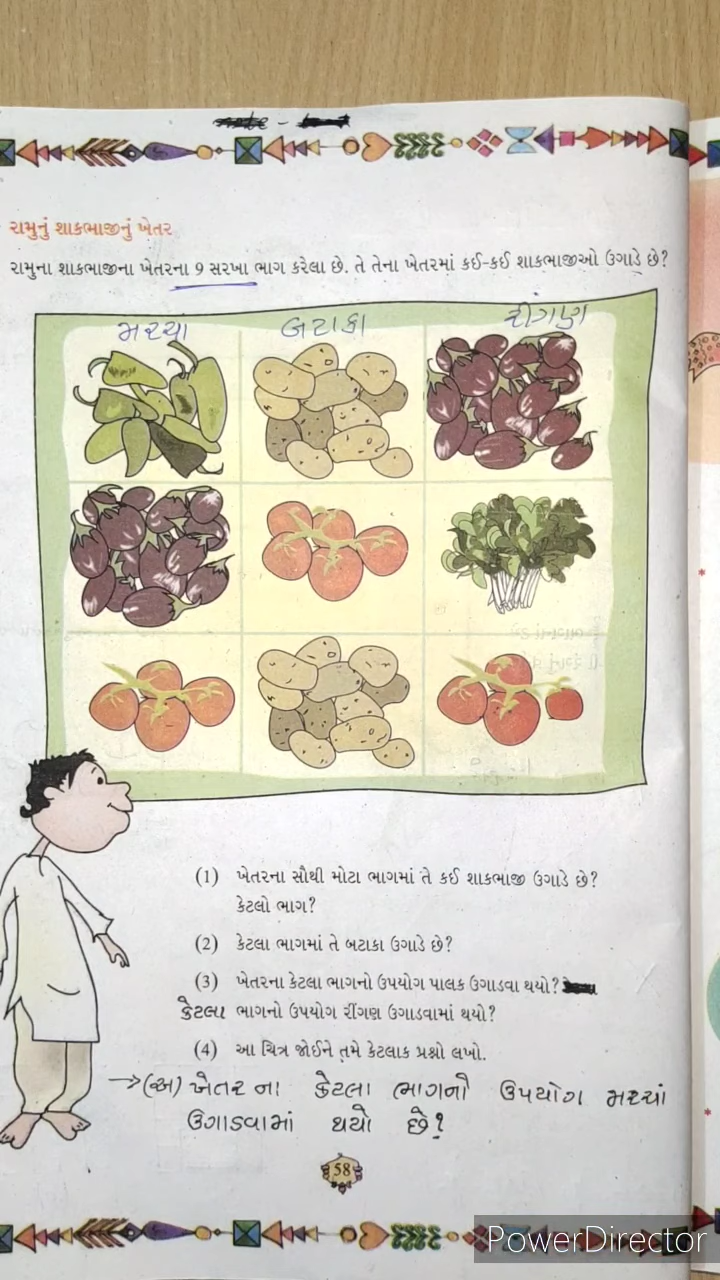 રામુનું શાકભાજીનું ખેતર
રામુના શાકભાજીના ખેતરના 9 સરખા ભાગ કરેલા છે. તે તેના ખેતરમાં કઈ-કઈ શાકભાજીઓ ઉગાડે છે?
મરચા બટાકા રીંગણ
(1) ખેતરના સૌથી મોટા ભાગમાં તે કઈ શાકભાજી ઉગાડે છે?
કેટલો ભાગ?
(2) કેટલા ભાગમાં તે બટાકા ઉગાડે છે?
(3) ખેતરના કેટલા ભાગનો ઉપયોગ પાલક ઉગાડવા થયો?
કેટલા ભાગનો ઉપયોગ રીંગણ ઉગાડવામાં થયો?
(4) આ ચિત્ર જોઈને તમે કેટલાક પ્રશ્નો લખો.
→(અ) ખેતર ના કેટલા ભાગનો ઉપયોગ મરચાં
ઉગાડવામાં થયો છે?
58
PowerDirector